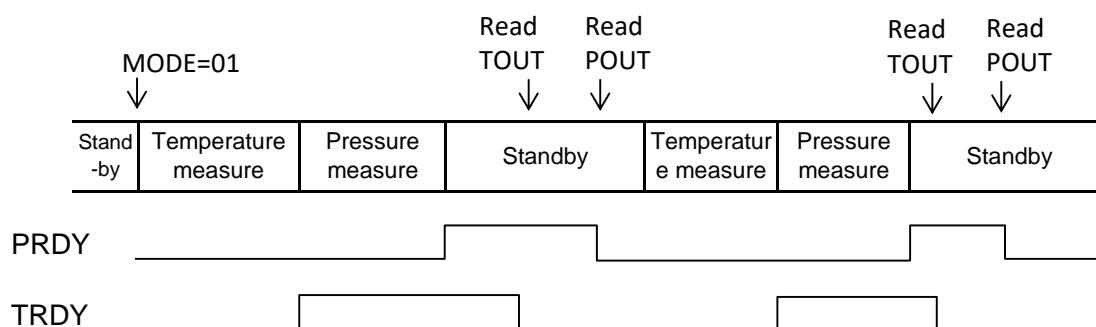 Read
TOUT
Read
POUT
Read
TOUT
Read
POUT
MODE=01
Stand
-by
Temperature
measure
Pressure
measure
Standby
Temperatur
e measure
Pressure
measure
Standby
PRDY
TRDY